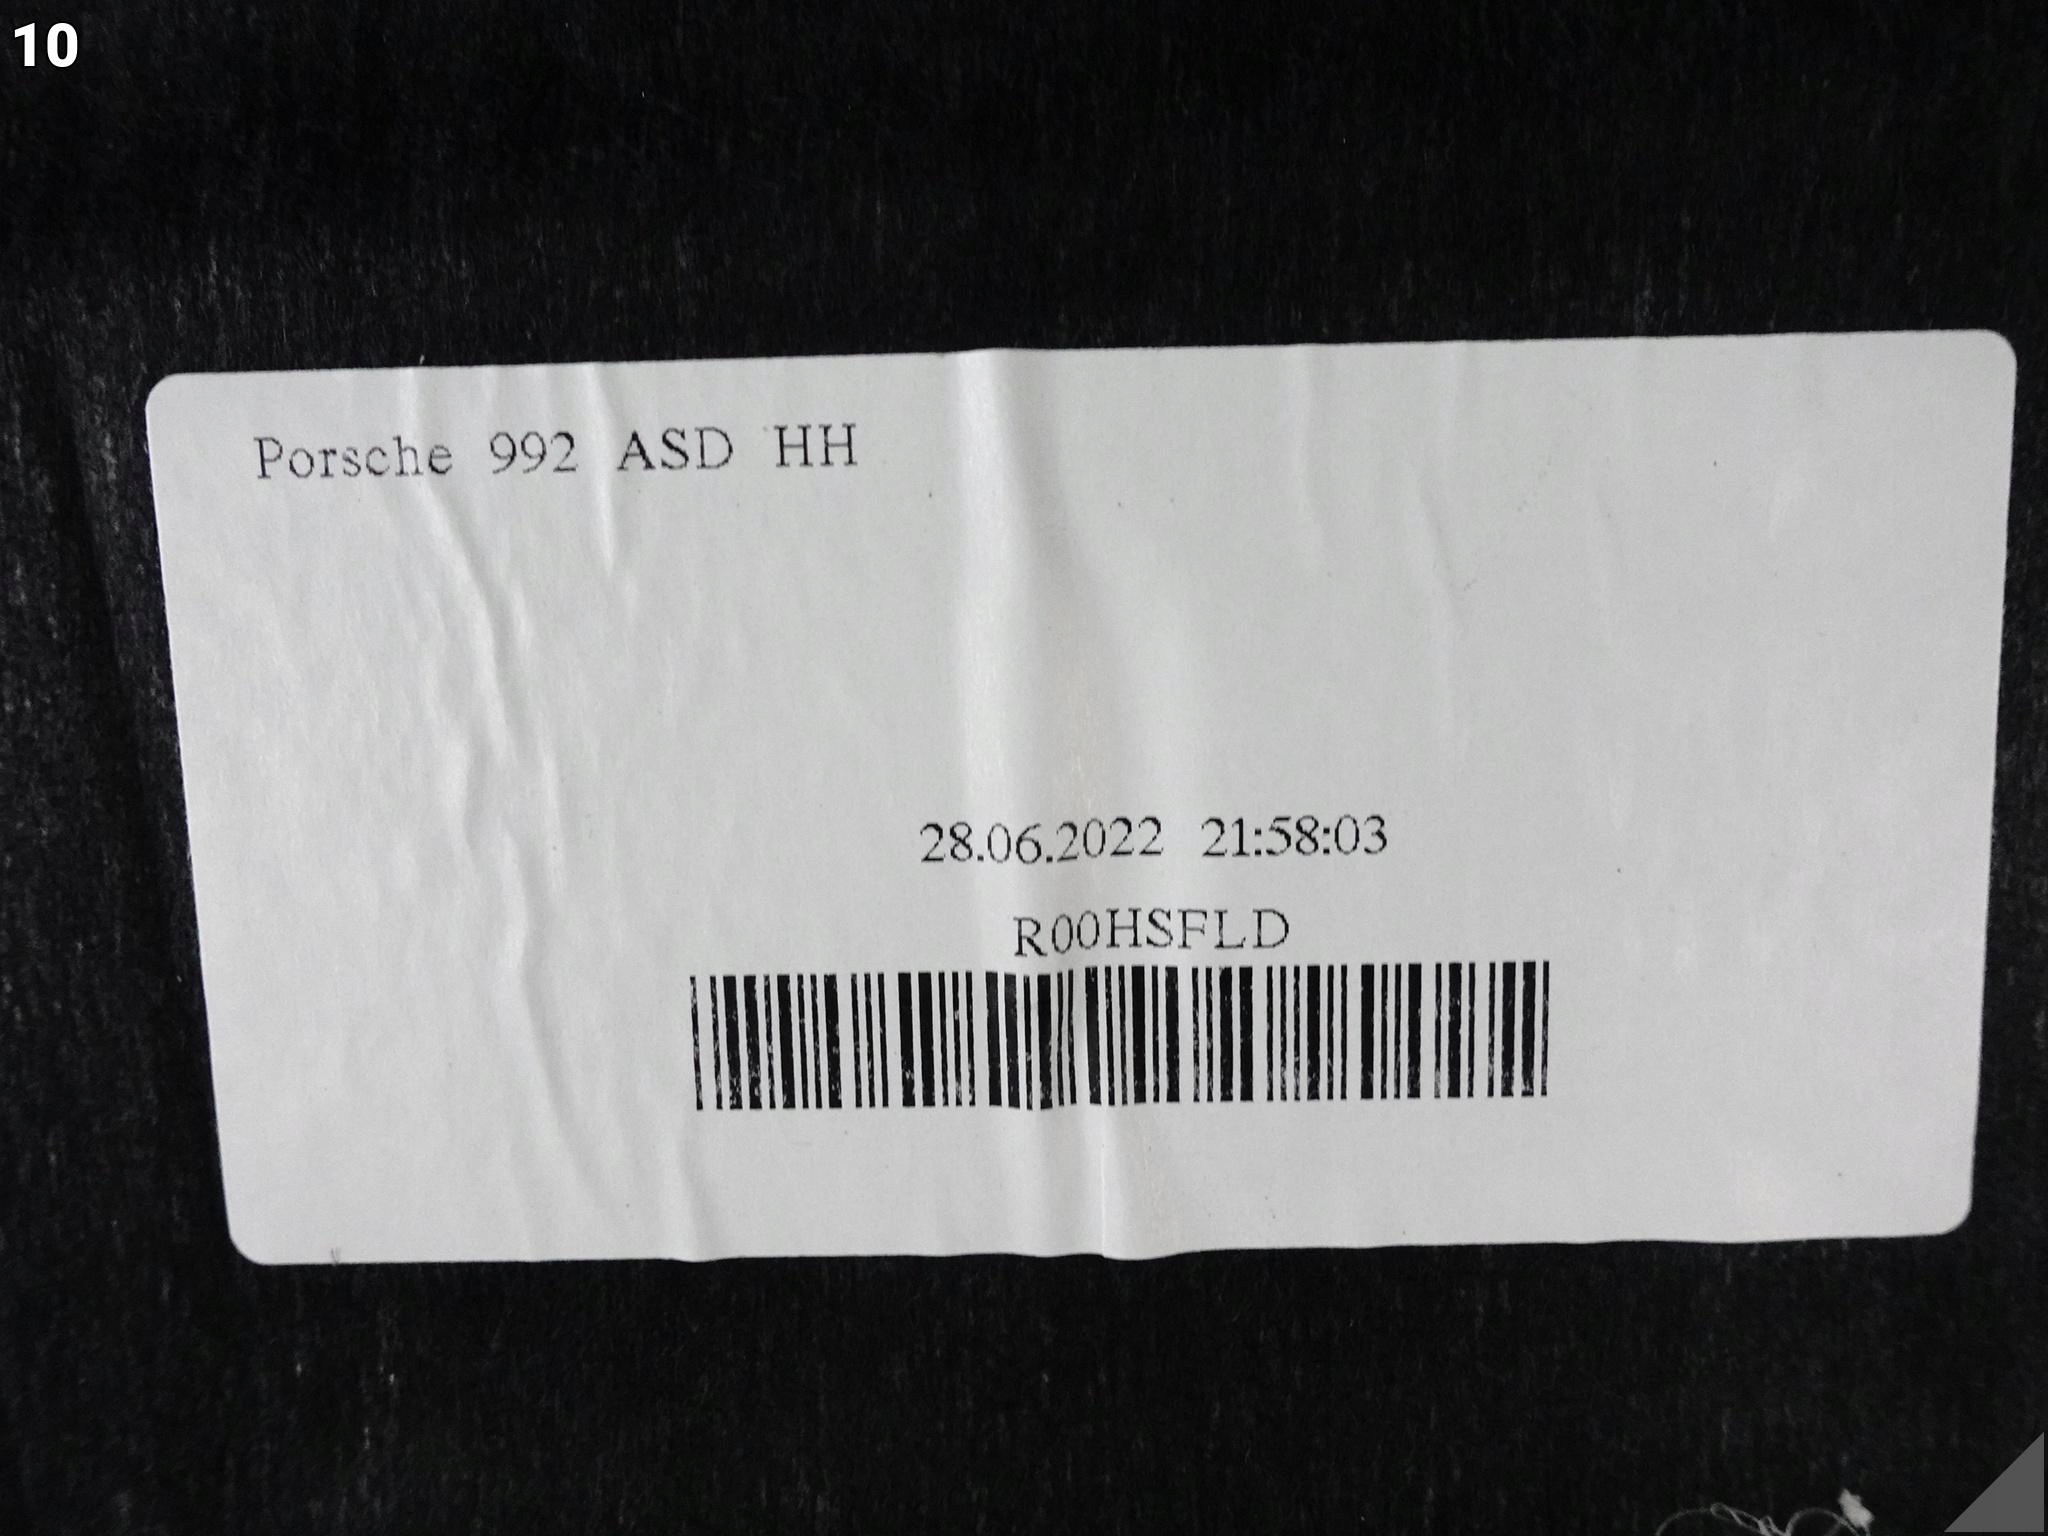 10
Porsche 992 ASD HH
28.06.2022 21:58:03
R00HSFLD